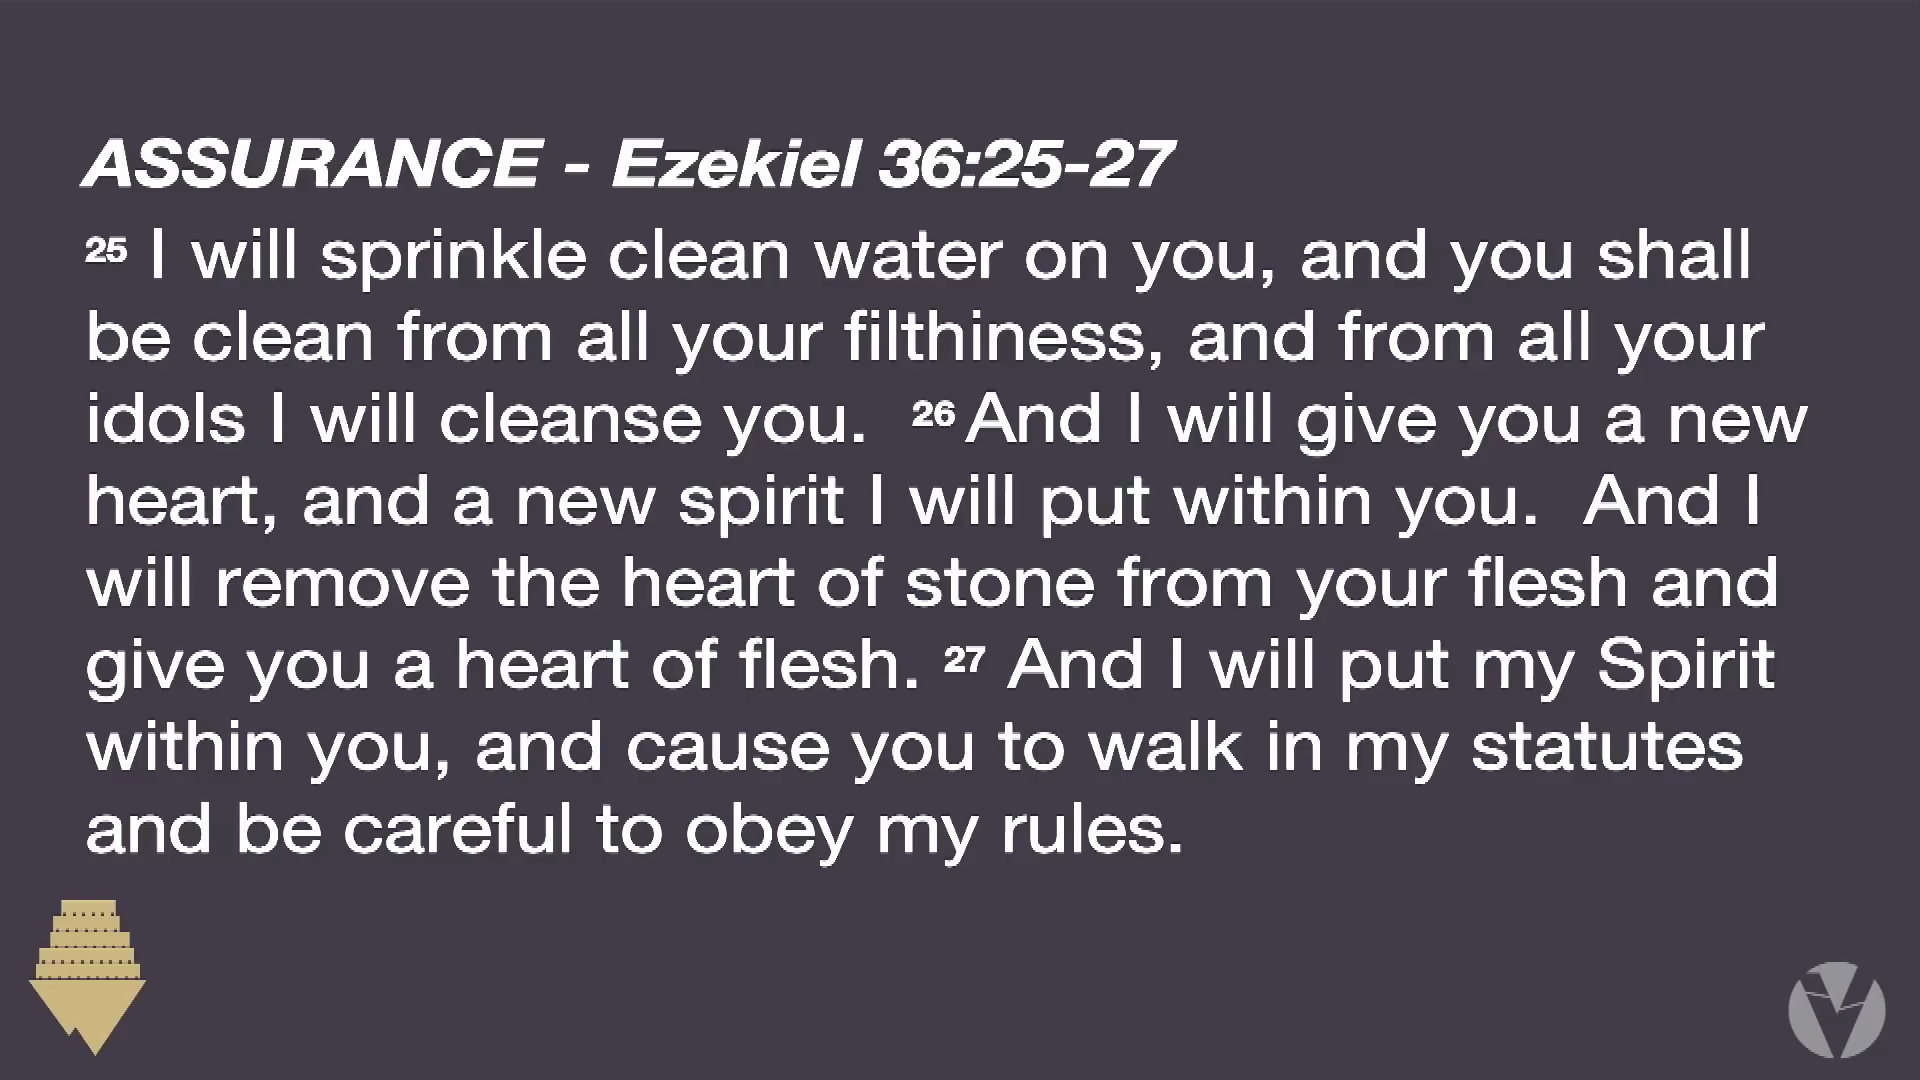 ASSURANCE - Ezekiel 36:25-27
25 I will sprinkle clean water on you, and you shall
be clean from all your filthiness, and from all your
idols I will cleanse you. 26 And I will give you a new
heart, and a new spirit I will put within you. And I
will remove the heart of stone from your flesh and
give you a heart of flesh. 27 And I will put my Spirit
within you, and cause you to walk in my statutes
and be careful to obey my rules.